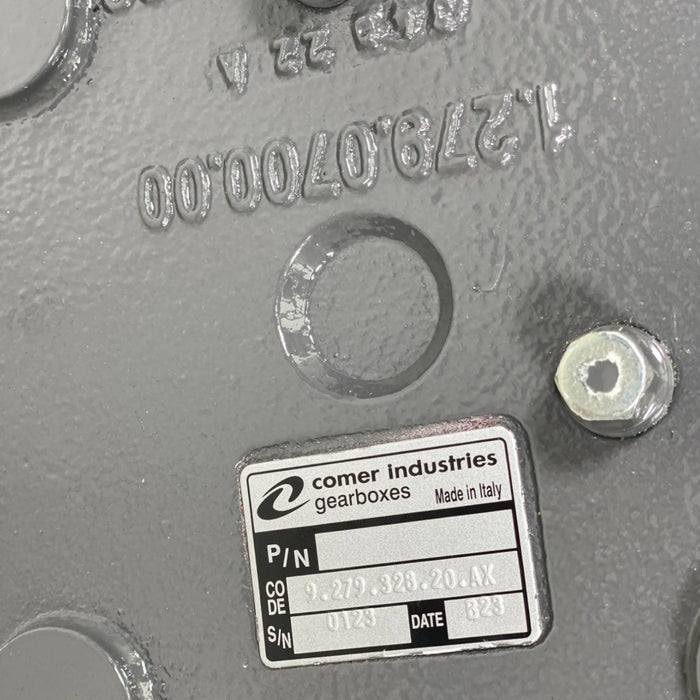 1.279.0700.00
comer industries
gearboxes Made in Italy
P/N
CODE 9.279.328.20.AX
S/N 0123 DATE B23